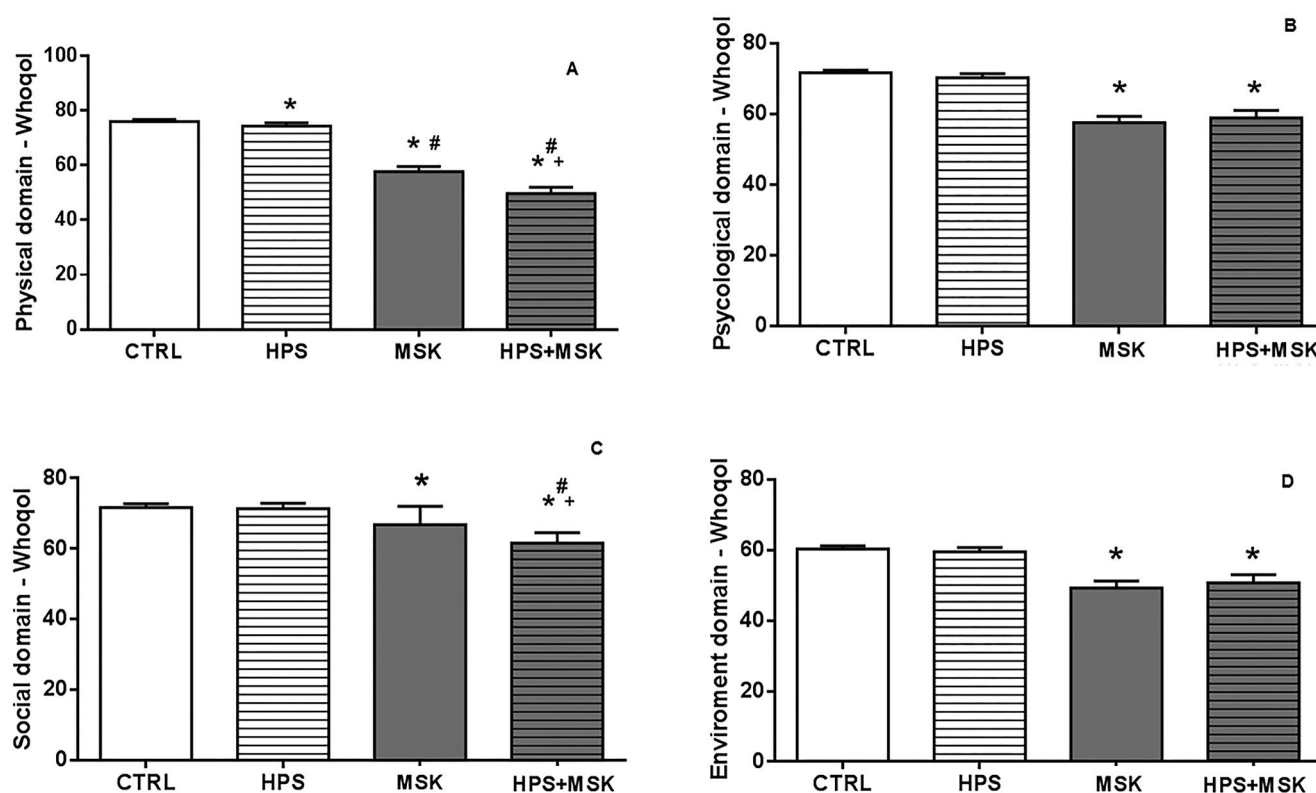 A
Physical domain - Whoqol
100
80
60
40
20
0
*
* #
#
* +
CTRL HPS MSK HPS+MSK
B
Psycological domain - Whoqol
80
60
40
20
0
*
*
CTRL HPS MSK HPS+MSK
C
Social domain - Whoqol
80
60
40
20
0
*
#
* +
CTRL HPS MSK HPS+MSK
D
Enviroment domain - Whoqol
80
60
40
20
0
*
*
CTRL HPS MSK HPS+MSK